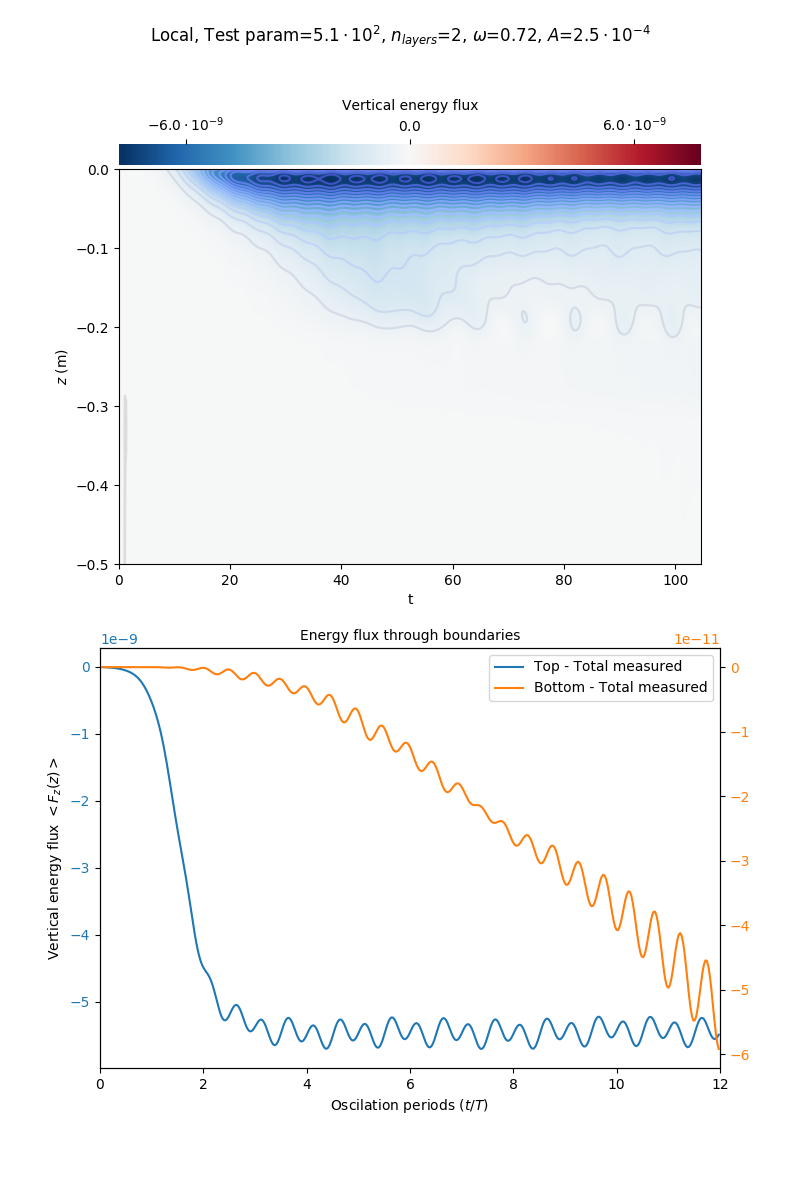 Local, Test param=5.1 · 10², n_layers=2, ω=0.72, A=2.5 · 10⁻⁴
Vertical energy flux
−6.0 · 10⁻⁹ 0.0 6.0 · 10⁻⁹
0.0
−0.1
−0.2
−0.3
−0.4
−0.5
z (m)
0 20 40 60 80 100
t
Energy flux through boundaries
1e−9 1e−11
Top - Total measured
Bottom - Total measured
0
−1
−2
−3
−4
−5
Vertical energy flux < F_z(z) >
0
−1
−2
−3
−4
−5
−6
0 2 4 6 8 10 12
Oscilation periods (t/T)